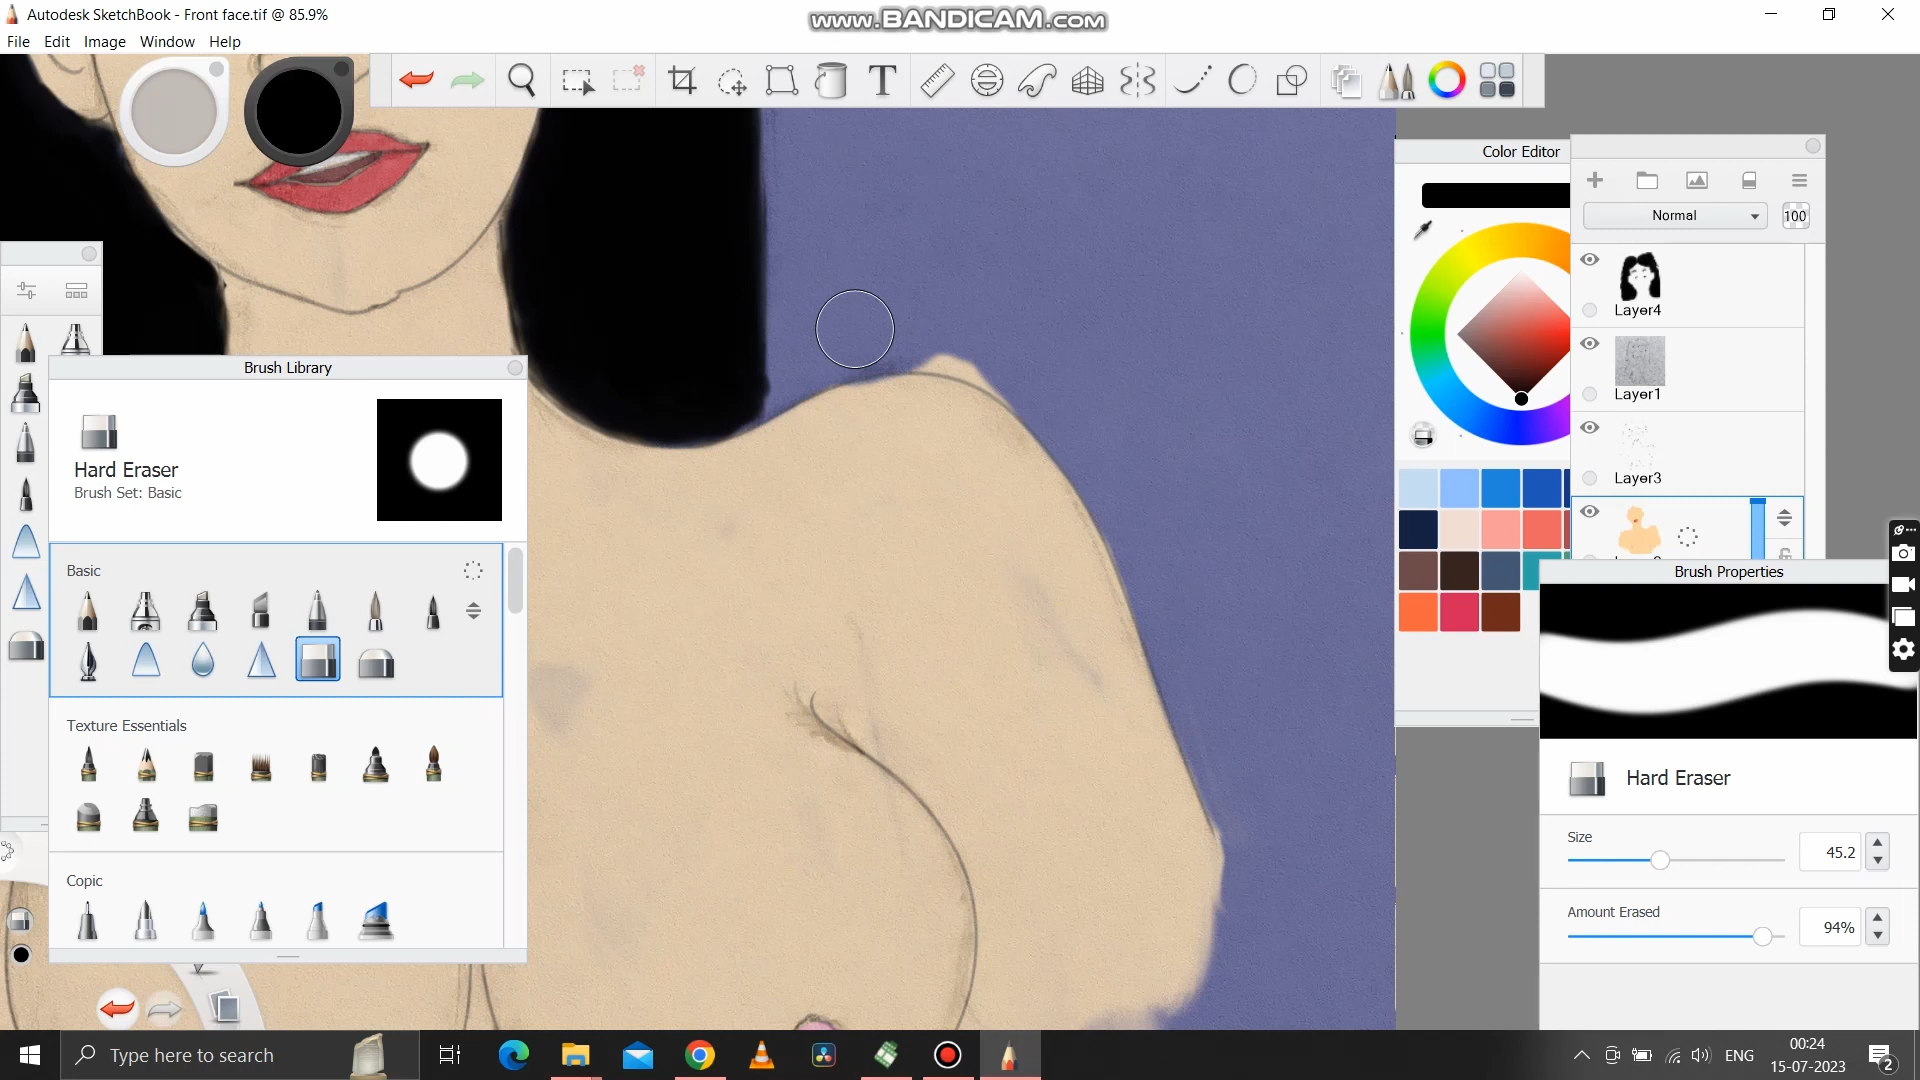 Autodesk SketchBook - Front face.tif @ 85.9%
www.BANDICAM.com
File Edit Image Window Help
T
Color Editor
Normal
100
Layer4
Layer1
Layer3
Brush Library
Hard Eraser
Brush Set: Basic
Basic
Texture Essentials
Copic
Brush Properties
Hard Eraser
Size
45.2
Amount Erased
94%
Type here to search
ENG
00:24
15-07-2023
2